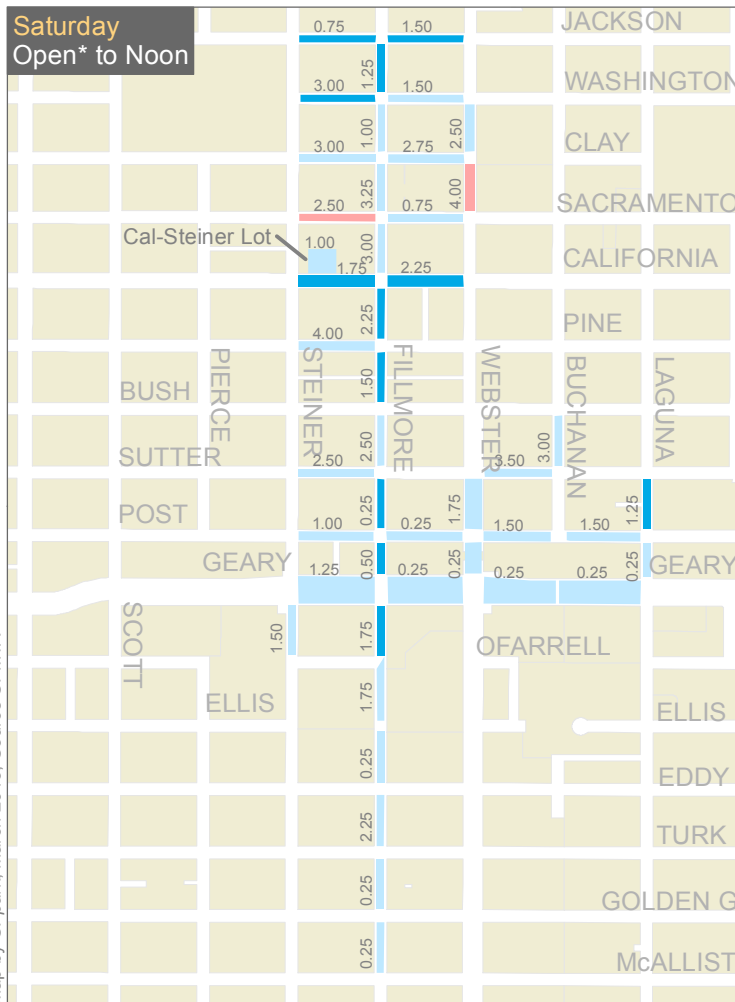 Saturday
Open* to Noon
0.75
1.50
JACKSON
1.25
3.00
1.50
WASHINGTON
1.00
2.50
3.00
2.75
CLAY
3.25
4.00
2.50
0.75
SACRAMENTO
Cal-Steiner Lot
1.00
3.00
1.75
2.25
CALIFORNIA
2.25
PINE
4.00
PIERCE
STEINER
FILLMORE
WEBSTER
BUCHANAN
LAGUNA
BUSH
1.50
SUTTER
2.50
2.50
3.50
3.00
POST
0.25
1.75
1.25
1.00
0.25
1.50
1.50
GEARY
1.25
0.50
0.25
0.25
0.25
0.25
0.25
GEARY
SCOTT
1.50
1.75
OFARRELL
ELLIS
1.75
ELLIS
0.25
EDDY
2.25
TURK
0.25
GOLDEN G
0.25
McALLIST